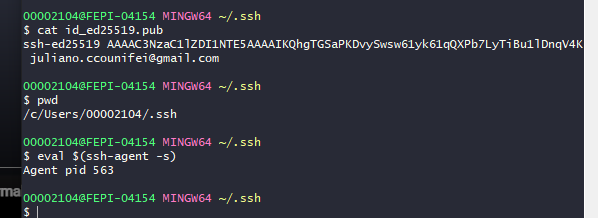 00002104@FEPI-04154 MINGW64 ~/.ssh
$ cat id_ed25519.pub
ssh-ed25519 AAAAC3NzaC1lZDI1NTE5AAAAIKQhgTGSaPKDvySwsw61yk61qQXPb7LyTiBu1lDnqV4K
juliano.ccounifei@gmail.com
00002104@FEPI-04154 MINGW64 ~/.ssh
$ pwd
/c/Users/00002104/.ssh
00002104@FEPI-04154 MINGW64 ~/.ssh
$ eval $(ssh-agent -s)
Agent pid 563
rma
00002104@FEPI-04154 MINGW64 ~/.ssh
$